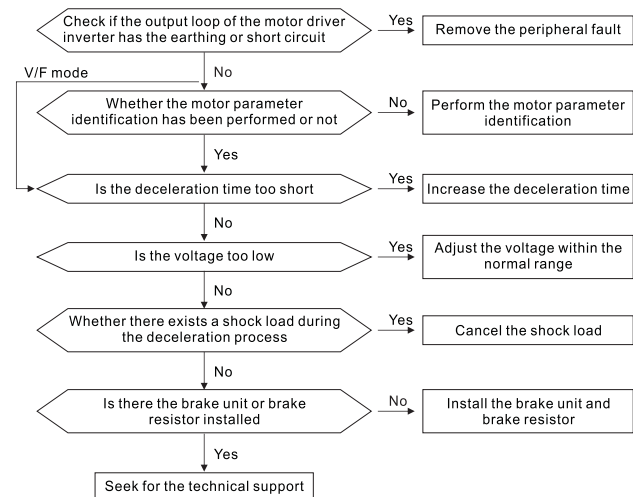 Check if the output loop of the motor driver
inverter has the earthing or short circuit
Yes
Remove the peripheral fault
V/F mode
No
Whether the motor parameter
identification has been performed or not
No
Perform the motor parameter
identification
Yes
Is the deceleration time too short
Yes
Increase the deceleration time
No
Is the voltage too low
Yes
Adjust the voltage within the
normal range
No
Whether there exists a shock load during
the deceleration process
Yes
Cancel the shock load
No
Is there the brake unit or brake
resistor installed
No
Install the brake unit and
brake resistor
Yes
Seek for the technical support